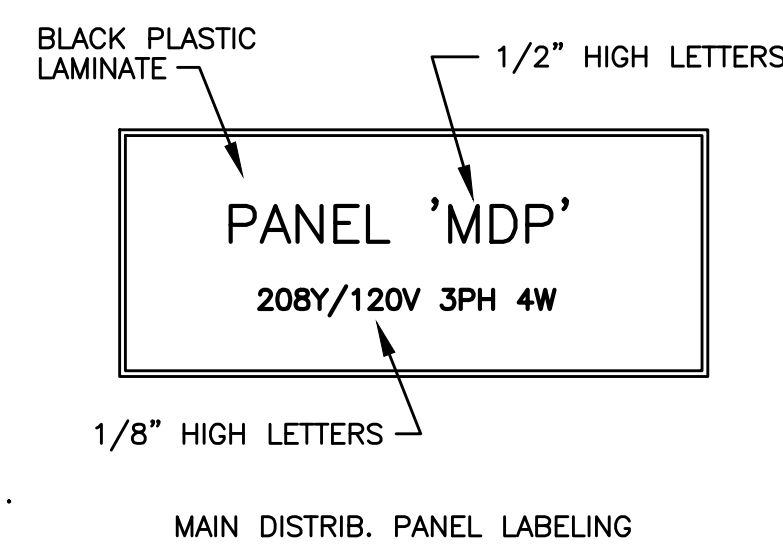 BLACK PLASTIC
LAMINATE
1/2” HIGH LETTERS
PANEL 'MDP'
208Y/120V 3PH 4W
1/8” HIGH LETTERS
MAIN DISTRIB. PANEL LABELING